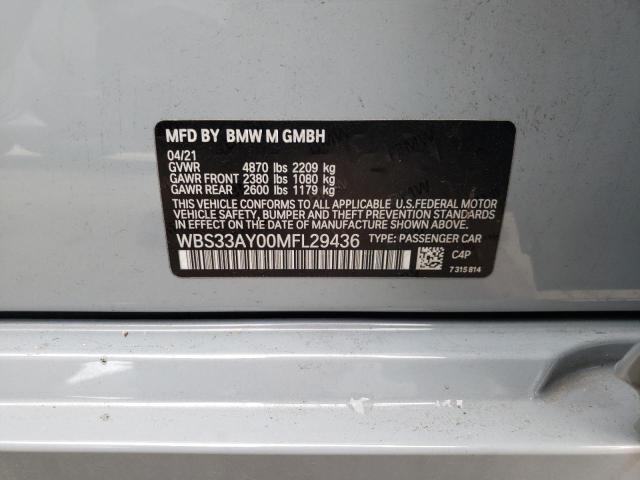 MFD BY BMW M GMBH
04/21
GVWR 4870 lbs 2209 kg
GAWR FRONT 2380 lbs 1080 kg
GAWR REAR 2600 lbs 1179 kg
THIS VEHICLE CONFORMS TO ALL APPLICABLE U.S.FEDERAL MOTOR
VEHICLE SAFETY, BUMPER AND THEFT PREVENTION STANDARDS IN
EFFECT ON THE DATE OF MANUFACTURE SHOWN ABOVE.
WBS33AY00MFL29436 TYPE: PASSENGER CAR
C4P
7 315 814